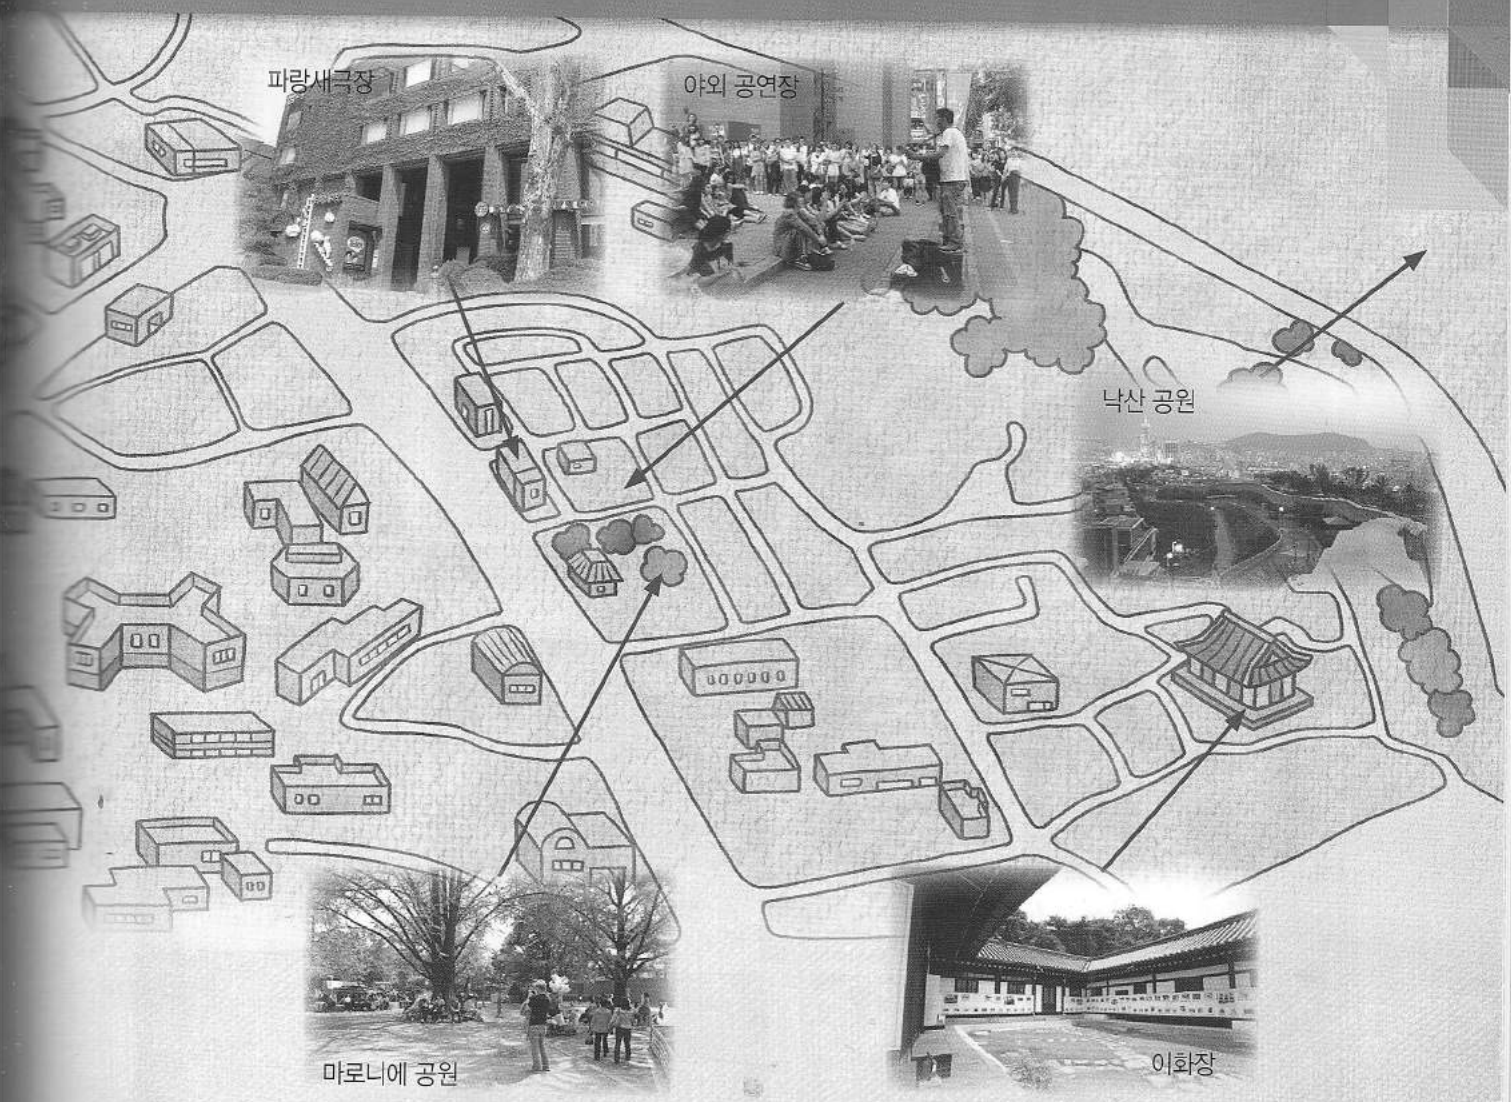 파랑새극장
야외 공연장
낙산 공원
마로니에 공원
이화장